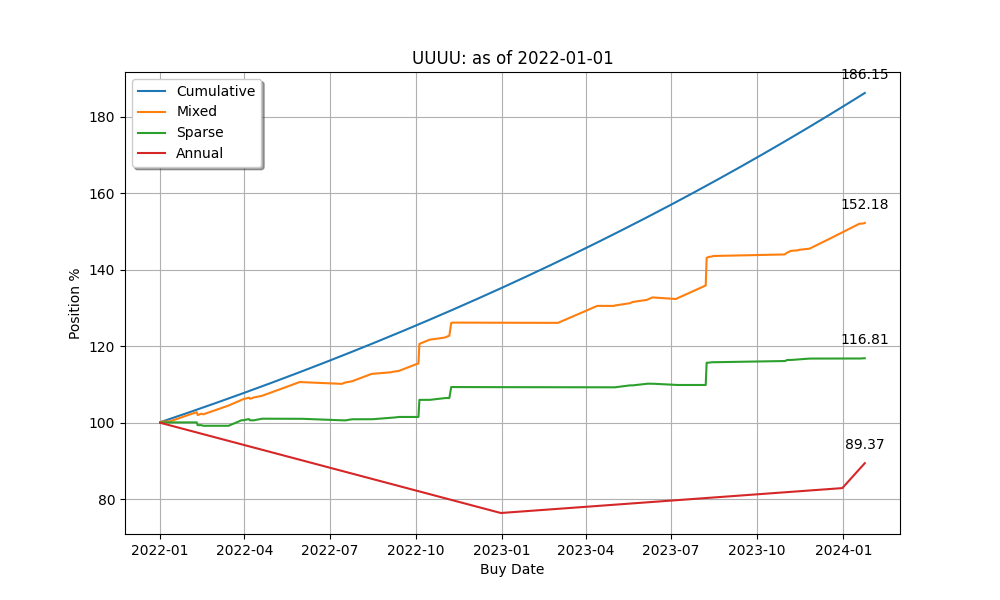 UUUU: as of 2022-01-01
186.15
Cumulative
Mixed
Sparse
Annual
152.18
116.81
89.37
Position %
180
160
140
120
100
80
2022-01
2022-04
2022-07
2022-10
2023-01
2023-04
2023-07
2023-10
2024-01
Buy Date